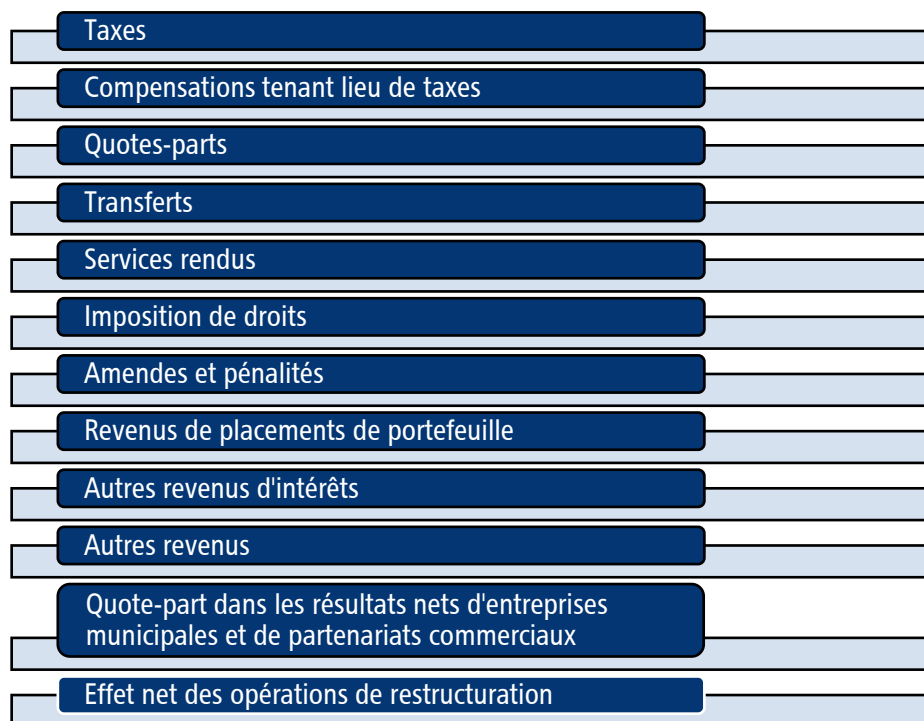 Taxes
Compensations tenant lieu de taxes
Quotes-parts
Transferts
Services rendus
Imposition de droits
Amendes et pénalités
Revenus de placements de portefeuille
Autres revenus d'intérêts
Autres revenus
Quote-part dans les résultats nets d'entreprises
municipales et de partenariats commerciaux
Effet net des opérations de restructuration